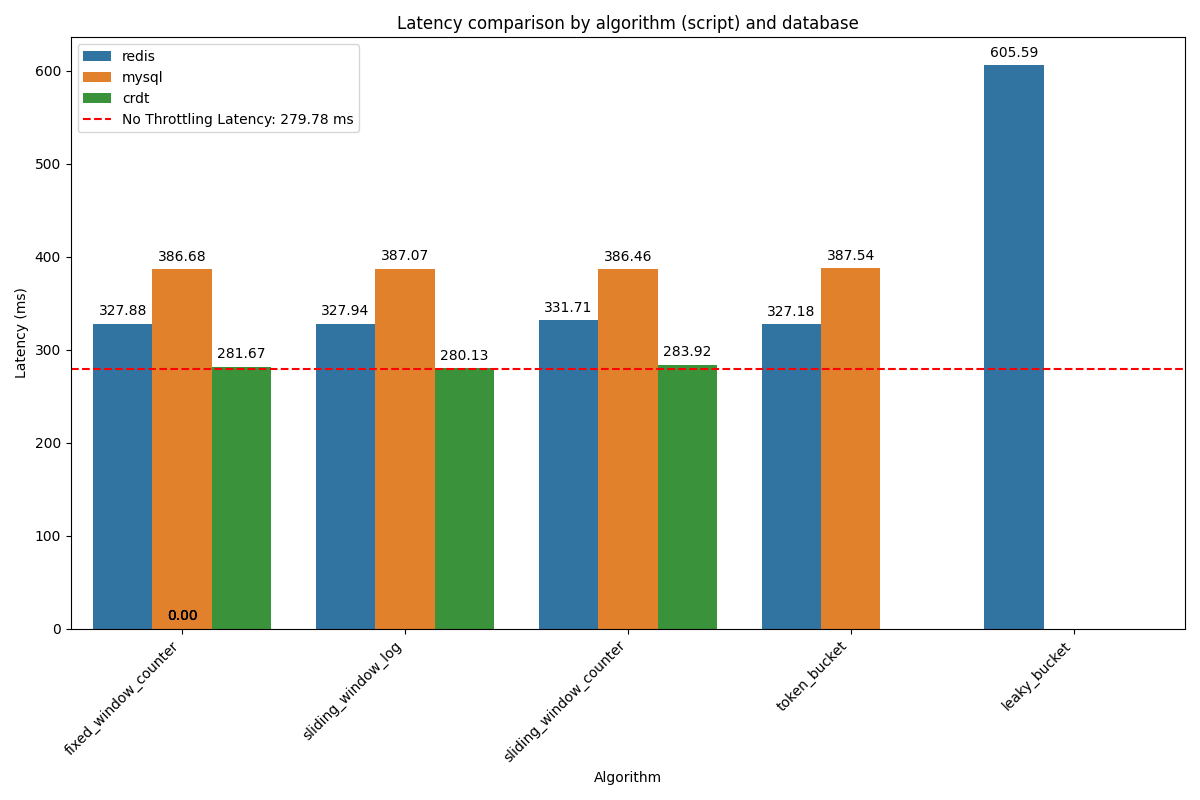 Latency comparison by algorithm (script) and database
redis
mysql
crdt
No Throttling Latency: 279.78 ms
Latency (ms)
600
500
400
300
200
100
0
327.88
386.68
281.67
0.00
327.94
387.07
280.13
331.71
386.46
283.92
327.18
387.54
605.59
fixed_window_counter
sliding_window_log
sliding_window_counter
token_bucket
leaky_bucket
Algorithm